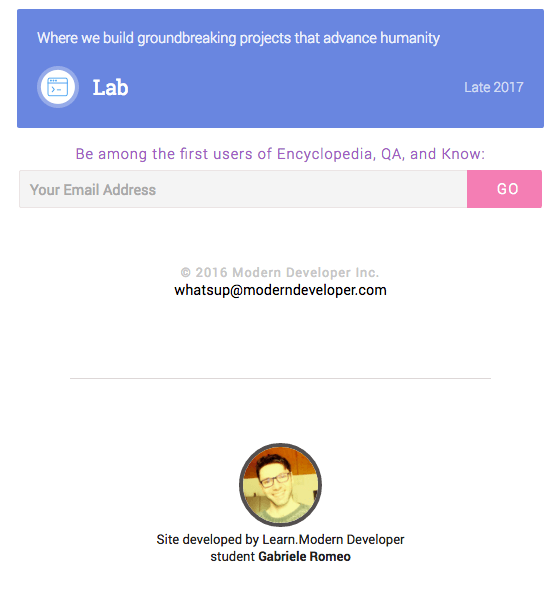 Where we build groundbreaking projects that advance humanity
Lab
Late 2017
Be among the first users of Encyclopedia, QA, and Know:
Your Email Address
GO
© 2016 Modern Developer Inc.
whatsup@moderndeveloper.com
Site developed by Learn.Modern Developer
student Gabriele Romeo